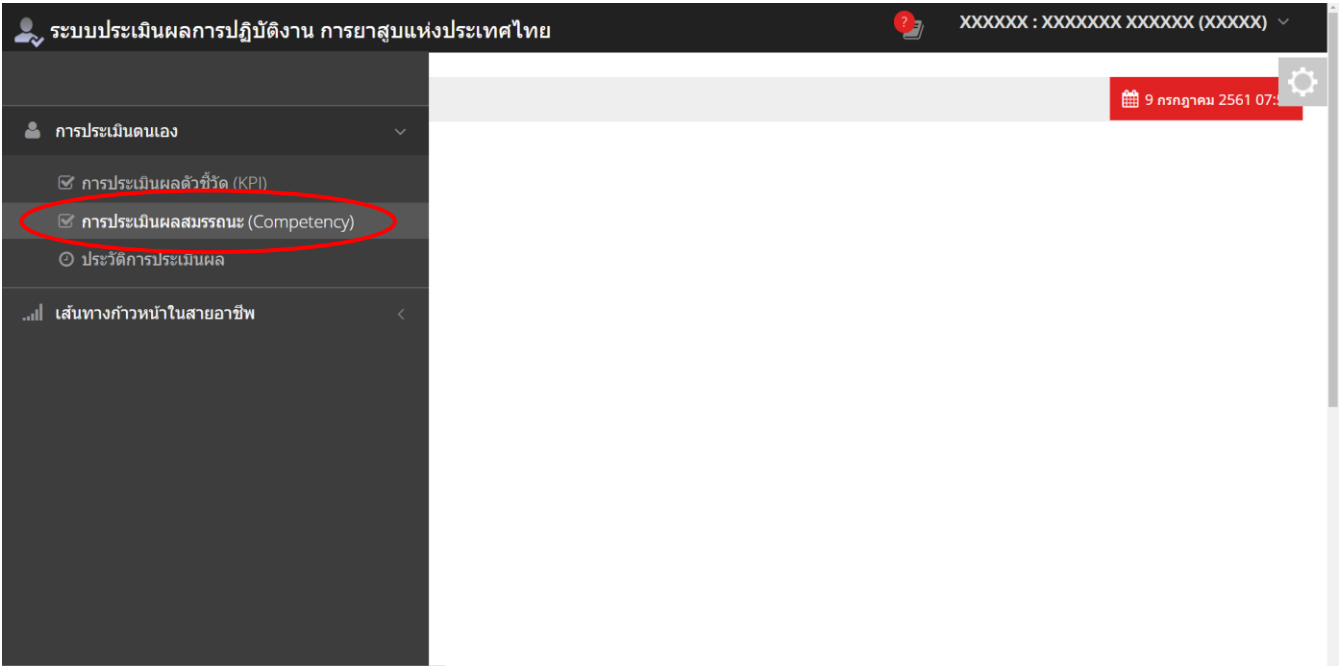 ระบบประเมินผลการปฏิบัติงาน การยาสูบแห่งประเทศไทย
? XXXXXX : XXXXXXX XXXXXX (XXXXX)
9 กรกฎาคม 2561 07:
การประเมินตนเอง
การประเมินผลตัวชี้วัด (KPI)
การประเมินผลสมรรถนะ (Competency)
ประวัติการประเมินผล
เส้นทางก้าวหน้าในสายอาชีพ